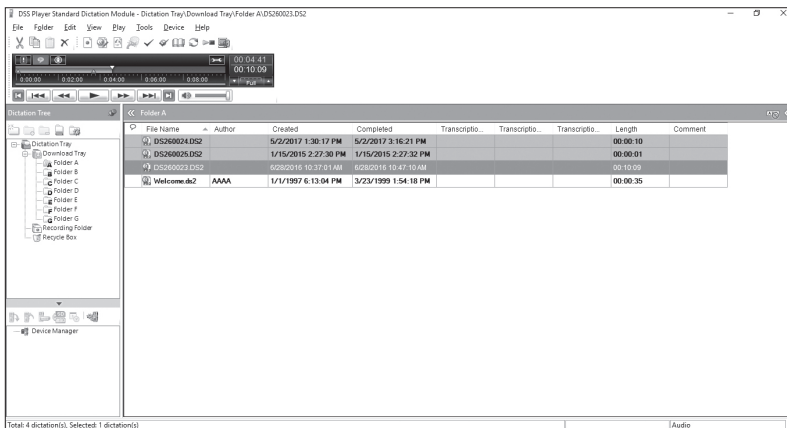 DSS Player Standard Dictation Module - Dictation Tray\Download Tray\Folder A\DS260023.DS2
File Folder Edit View Play Tools Device Help
00:04:41
00:10:09
0:00:00 0:02:00 0:04:00 0:06:00 0:08:00 Full
Dictation Tree
Folder A
File Name Author Created Completed Transcriptio... Transcriptio... Transcriptio... Length Comment
DS260024.DS2 5/2/2017 1:30:17 PM 5/2/2017 3:16:21 PM 00:00:10
DS260025.DS2 1/15/2015 2:27:30 PM 1/15/2015 2:27:32 PM 00:00:01
DS260023.DS2 6/28/2016 10:37:01 AM 6/28/2016 10:47:10 AM 00:10:09
Welcome.ds2 AAAA 1/1/1997 6:13:04 PM 3/23/1999 1:54:18 PM 00:00:35
Dictation Tray
Download Tray
A Folder A
B Folder B
C Folder C
D Folder D
E Folder E
F Folder F
G Folder G
Recording Folder
Recycle Box
Device Manager
Total: 4 dictation(s), Selected: 1 dictation(s) Audio